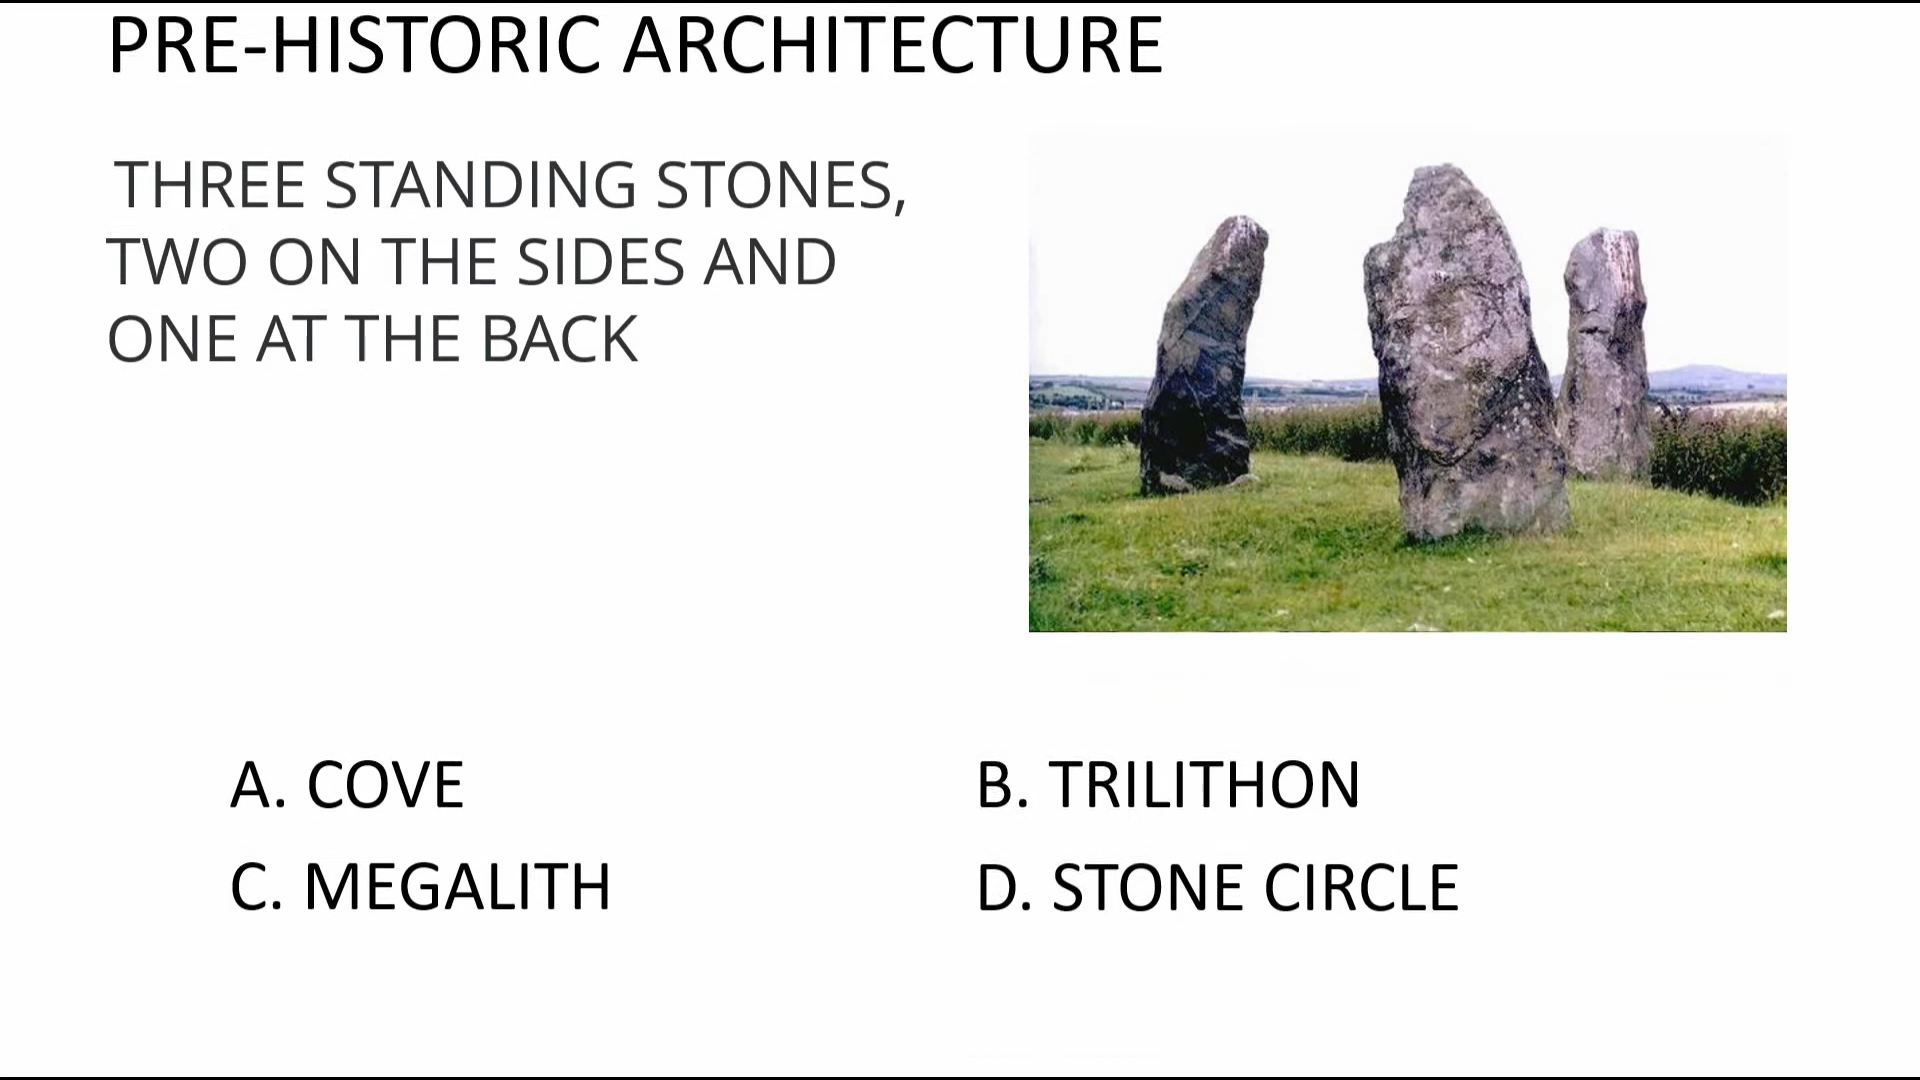 PRE-HISTORIC ARCHITECTURE
THREE STANDING STONES,
TWO ON THE SIDES AND
ONE AT THE BACK
A. COVE
B. TRILITHON
C. MEGALITH
D. STONE CIRCLE